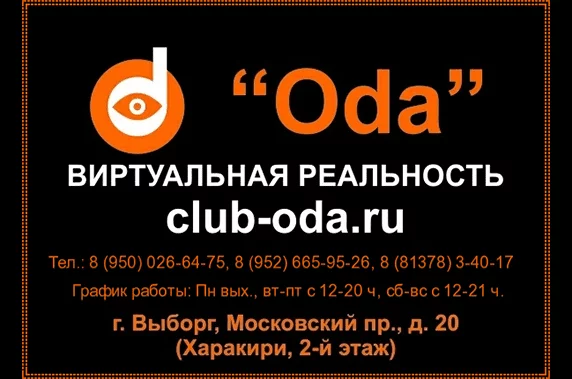 “Oda”
ВИРТУАЛЬНАЯ РЕАЛЬНОСТЬ
club-oda.ru
Тел.: 8 (950) 026-64-75, 8 (952) 665-95-26, 8 (81378) 3-40-17
График работы: Пн вых., вт-пт с 12-20 ч, сб-вс с 12-21 ч.
г. Выборг, Московский пр., д. 20
(Харакири, 2-й этаж)